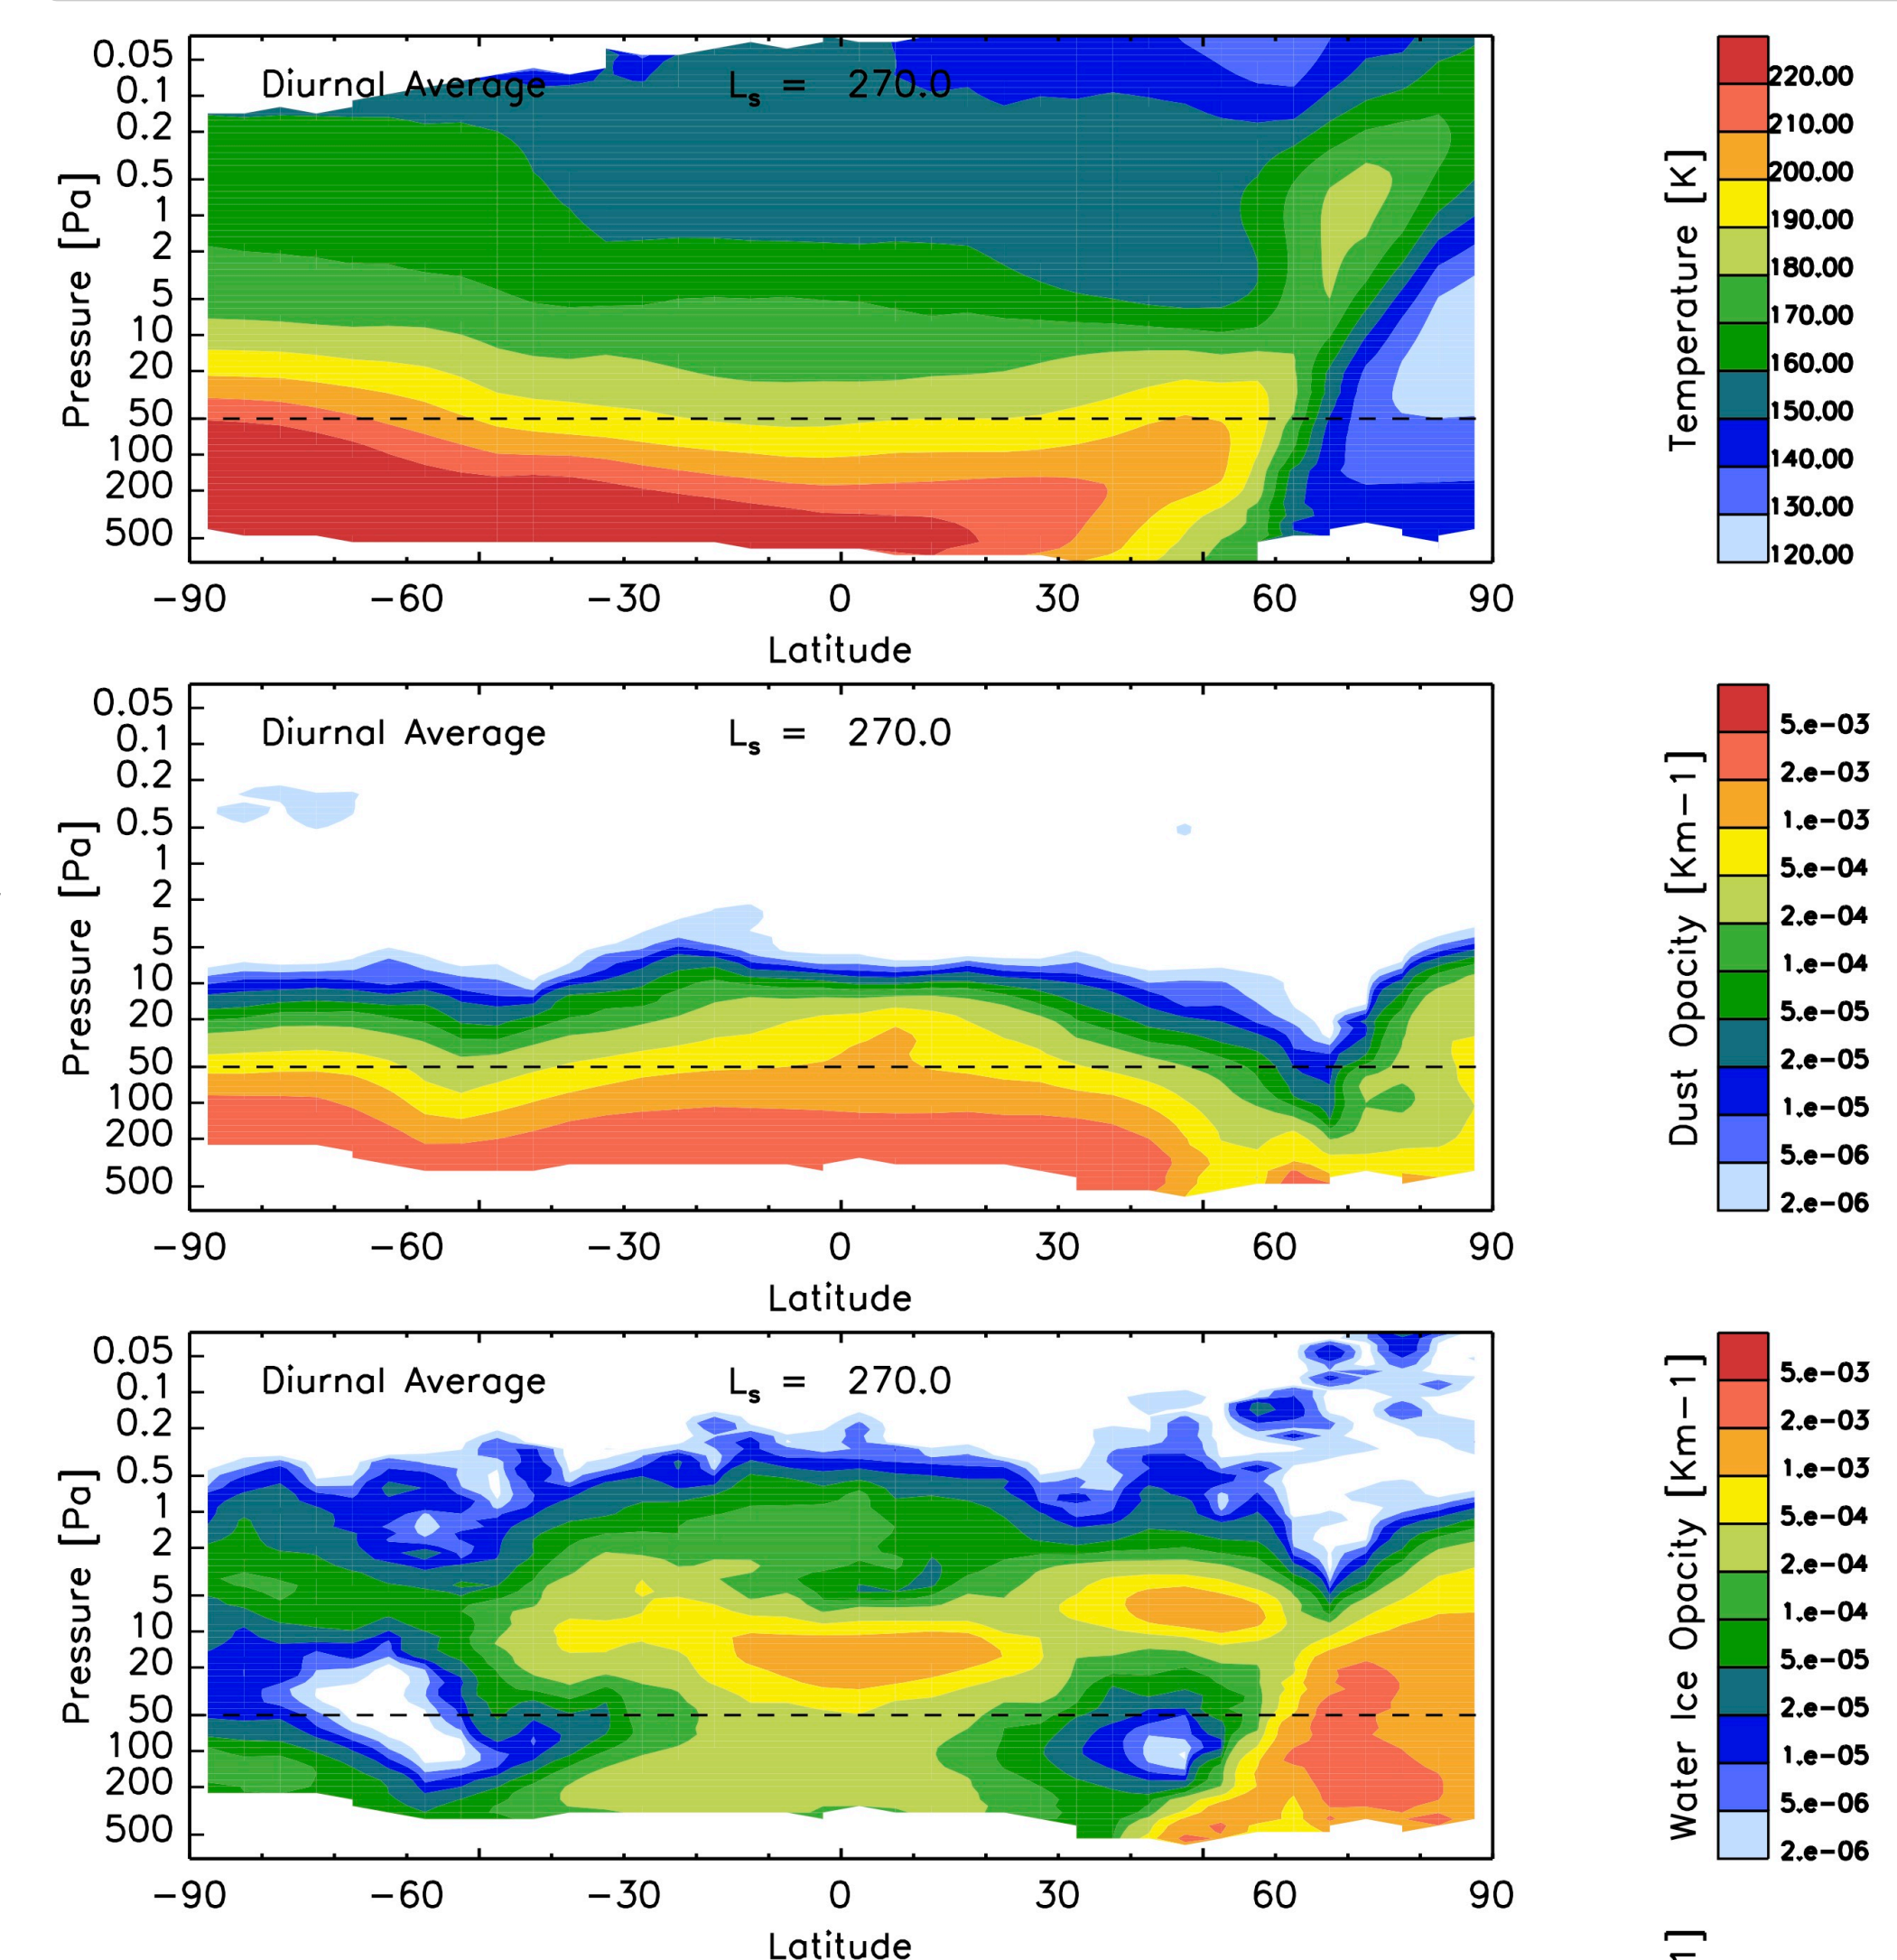 Diurnal Average Ls = 270.0
0.05
0.1
0.2
0.5
1
2
5
10
20
50
100
200
500
Pressure [Pa]
-90 -60 -30 0 30 60 90
Latitude
220.00
210.00
200.00
190.00
180.00
170.00
160.00
150.00
140.00
130.00
120.00
Temperature [K]
Diurnal Average Ls = 270.0
0.05
0.1
0.2
0.5
1
2
5
10
20
50
100
200
500
Pressure [Pa]
-90 -60 -30 0 30 60 90
Latitude
5.e-03
2.e-03
1.e-03
5.e-04
2.e-04
1.e-04
5.e-05
2.e-05
1.e-05
5.e-06
2.e-06
Dust Opacity [Km-1]
Diurnal Average Ls = 270.0
0.05
0.1
0.2
0.5
1
2
5
10
20
50
100
200
500
Pressure [Pa]
-90 -60 -30 0 30 60 90
Latitude
5.e-03
2.e-03
1.e-03
5.e-04
2.e-04
1.e-04
5.e-05
2.e-05
1.e-05
5.e-06
2.e-06
Water Ice Opacity [Km-1]